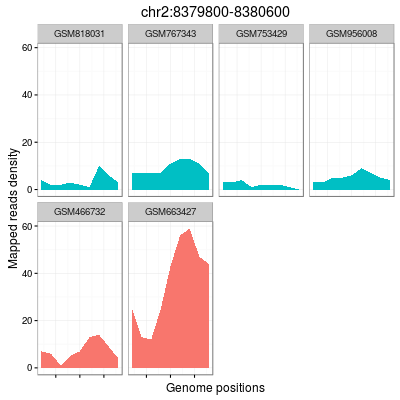 chr2:8379800-8380600
GSM818031 GSM767343 GSM753429 GSM956008
60
40
20
0
Mapped reads density
GSM466732 GSM663427
60
40
20
0
Genome positions